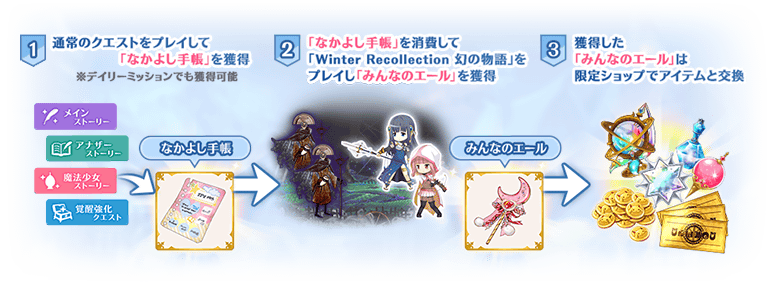 1
通常のクエストをプレイして
「なかよし手帳」を獲得
※デイリーミッションでも獲得可能
2
「なかよし手帳」を消費して
「Winter Recollection 幻の物語」を
プレイし「みんなのエール」を獲得
3
獲得した
「みんなのエール」は
限定ショップでアイテムと交換
メイン
ストーリー
アナザー
ストーリー
魔法少女
ストーリー
覚醒強化
クエスト
なかよし手帳
みんなのエール